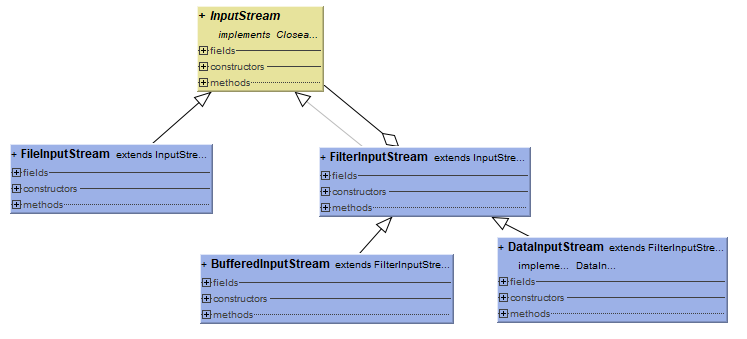 + InputStream
implements Closea...
fields
constructors
methods
+ FileInputStream extends InputStre...
fields
constructors
methods
+ FilterInputStream extends InputStre...
fields
constructors
methods
+ BufferedInputStream extends FilterInputStre...
fields
constructors
methods
+ DataInputStream extends FilterInputStre...
impleme... DataIn...
fields
constructors
methods